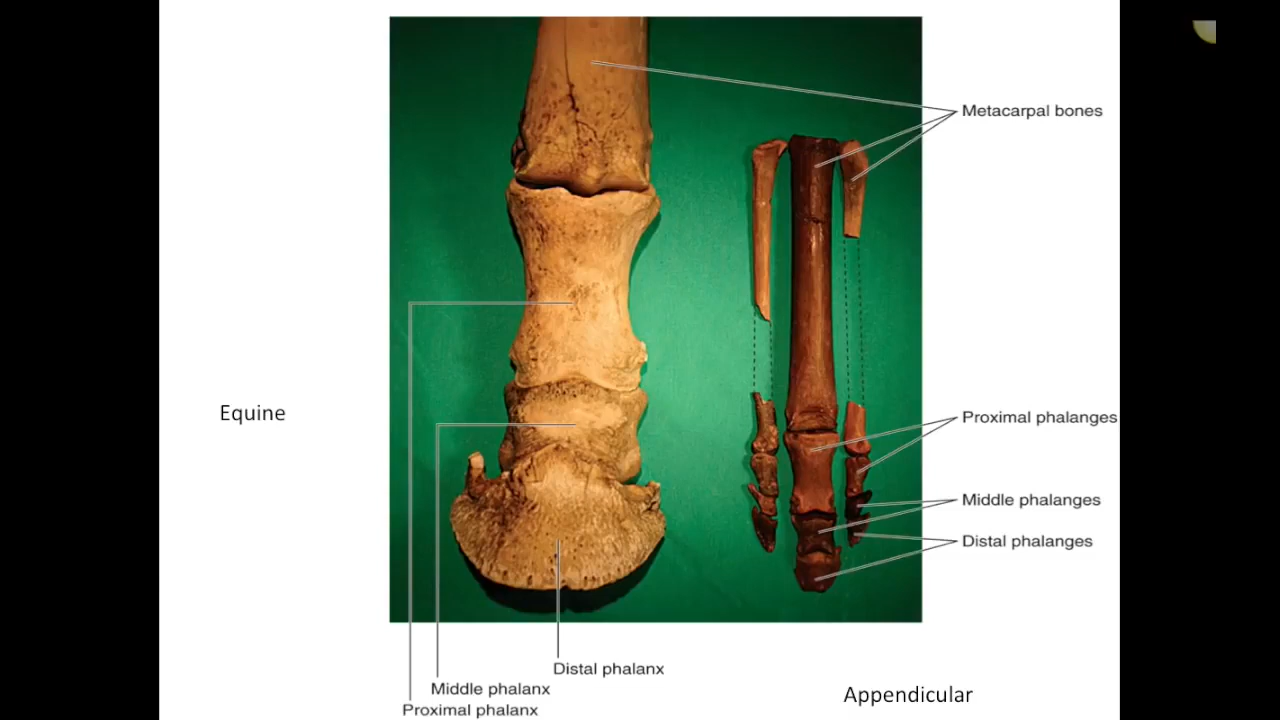 Metacarpal bones
Equine
Proximal phalanges
Middle phalanges
Distal phalanges
Distal phalanx
Middle phalanx
Proximal phalanx
Appendicular